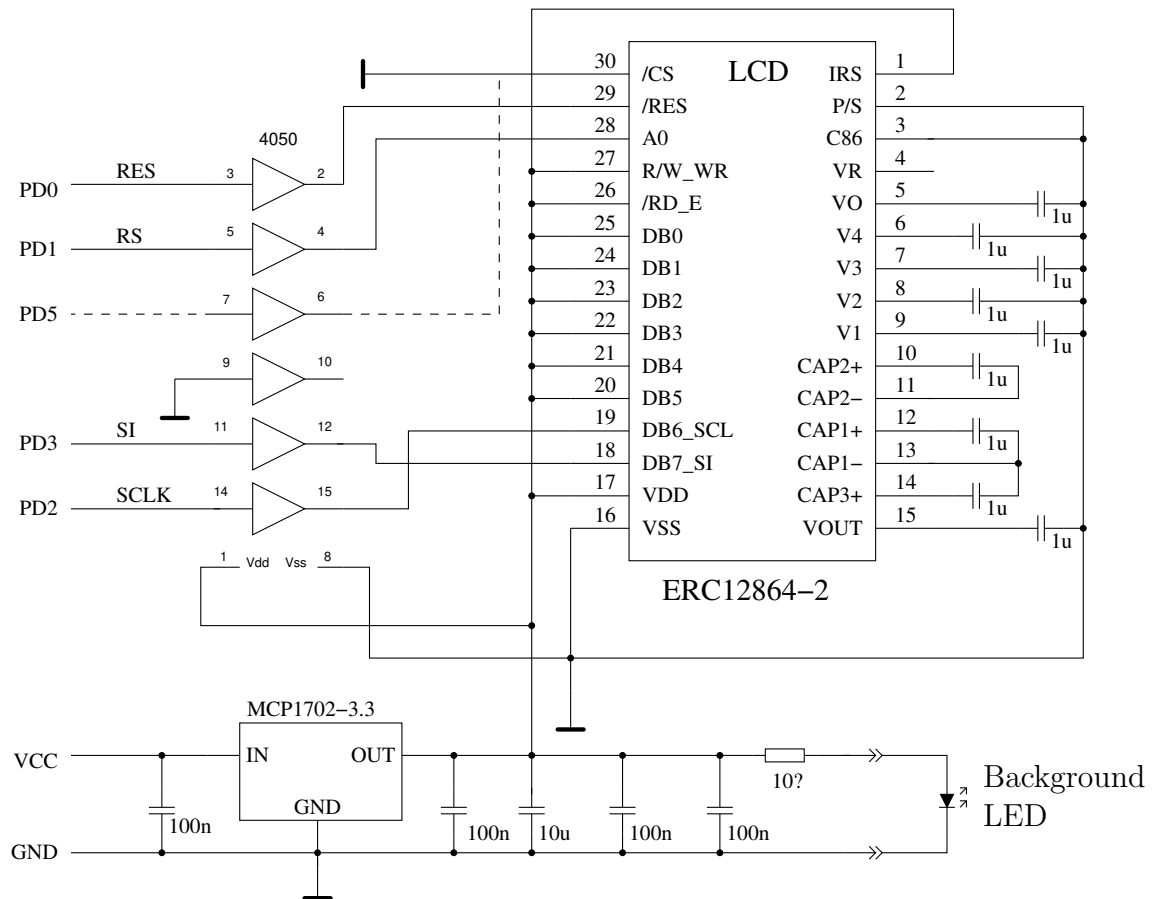 LCD
30 /CS IRS 1
29 /RES P/S 2
28 A0 C86 3
27 R/W_WR VR 4
26 /RD_E VO 5 1u
25 DB0 V4 6 1u
24 DB1 V3 7 1u
23 DB2 V2 8 1u
22 DB3 V1 9 1u
21 DB4 CAP2+ 10 1u
20 DB5 CAP2− 11
19 DB6_SCL CAP1+ 12 1u
18 DB7_SI CAP1− 13
17 VDD CAP3+ 14 1u
16 VSS VOUT 15 1u
ERC12864−2
4050
PD0 RES 3 2
PD1 RS 5 4
PD5 7 6
9 10
PD3 SI 11 12
PD2 SCLK 14 15
1 Vdd Vss 8
MCP1702−3.3
VCC IN OUT
GND
100n 100n 10u 100n 100n
10?
GND
Background
LED